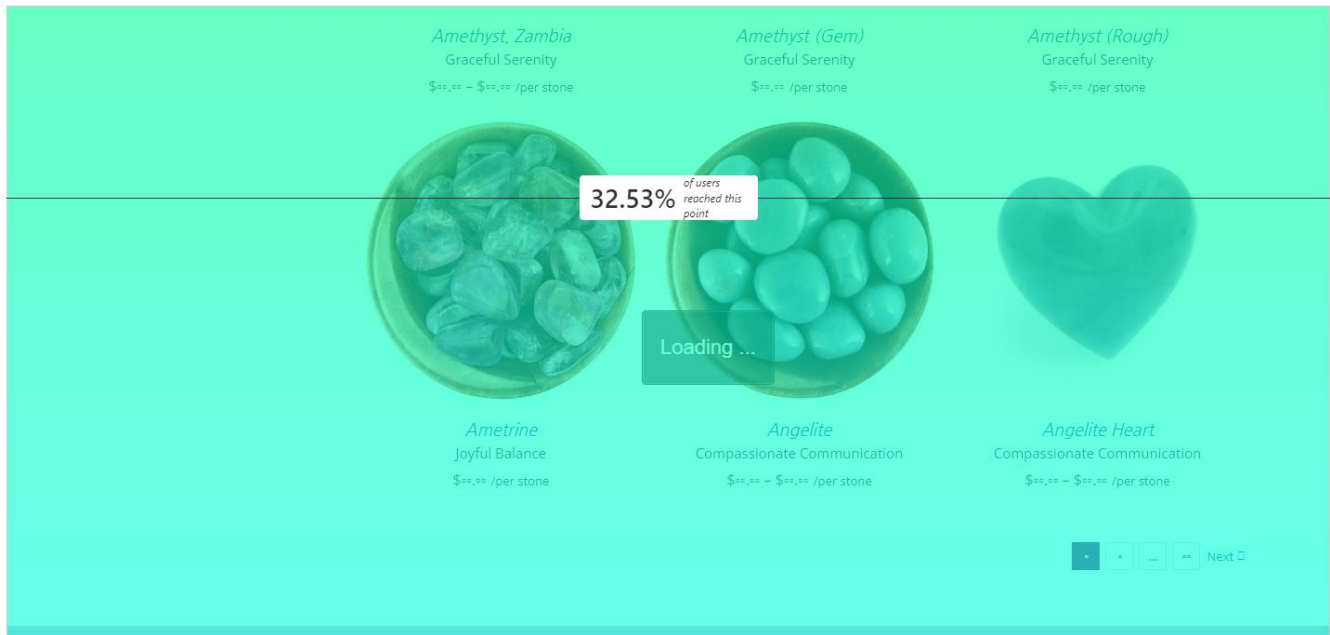 Amethyst, Zambia
Amethyst (Gem)
Amethyst (Rough)
Graceful Serenity
Graceful Serenity
Graceful Serenity
$▫▫.▫▫ – $▫▫.▫▫ /per stone
$▫▫.▫▫ /per stone
$▫▫.▫▫ /per stone
32.53%
of users
reached this
point
Loading ...
Ametrine
Angelite
Angelite Heart
Joyful Balance
Compassionate Communication
Compassionate Communication
$▫▫.▫▫ /per stone
$▫▫.▫▫ – $▫▫.▫▫ /per stone
$▫▫.▫▫ – $▫▫.▫▫ /per stone
... Next